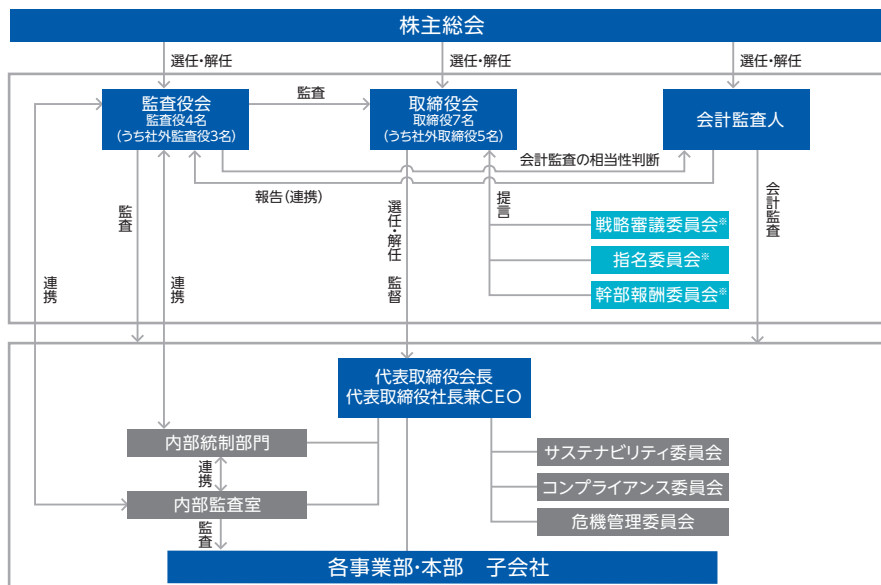 株主総会
選任・解任
選任・解任
選任・解任
監査役会
監査役4名
(うち社外監査役3名)
監査
取締役会
取締役7名
(うち社外取締役5名)
会計監査人
会計監査の相当性判断
報告(連携)
監査
連携
連携
選任・解任 監督
提言
会計監査
戦略審議委員会※
指名委員会※
幹部報酬委員会※
代表取締役会長
代表取締役社長兼CEO
内部統制部門
連携
内部監査室
監査
サステナビリティ委員会
コンプライアンス委員会
危機管理委員会
各事業部・本部 子会社